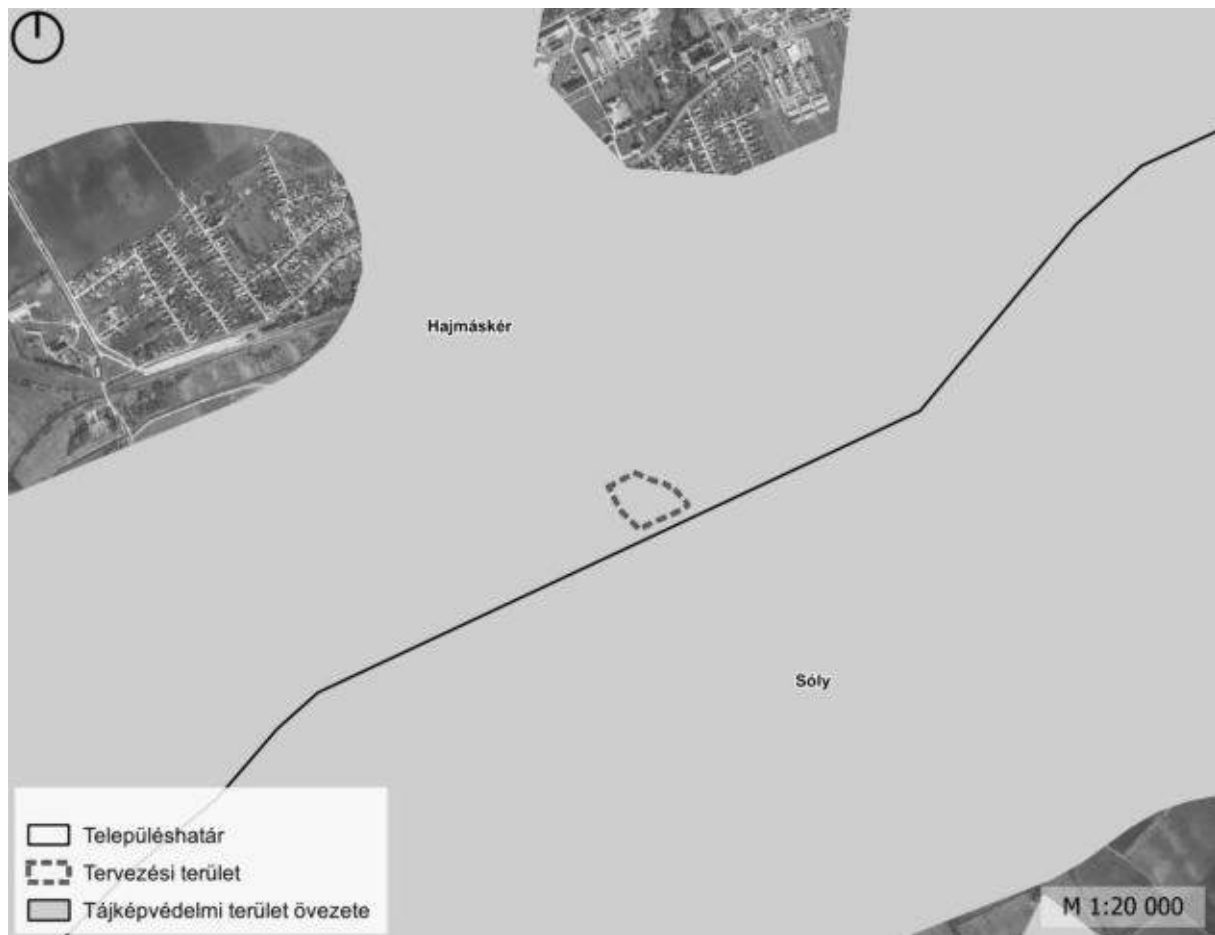 Hajmáskér
Sóly
Településhatár
Tervezési terület
Tájképvédelmi terület övezete
M 1:20 000